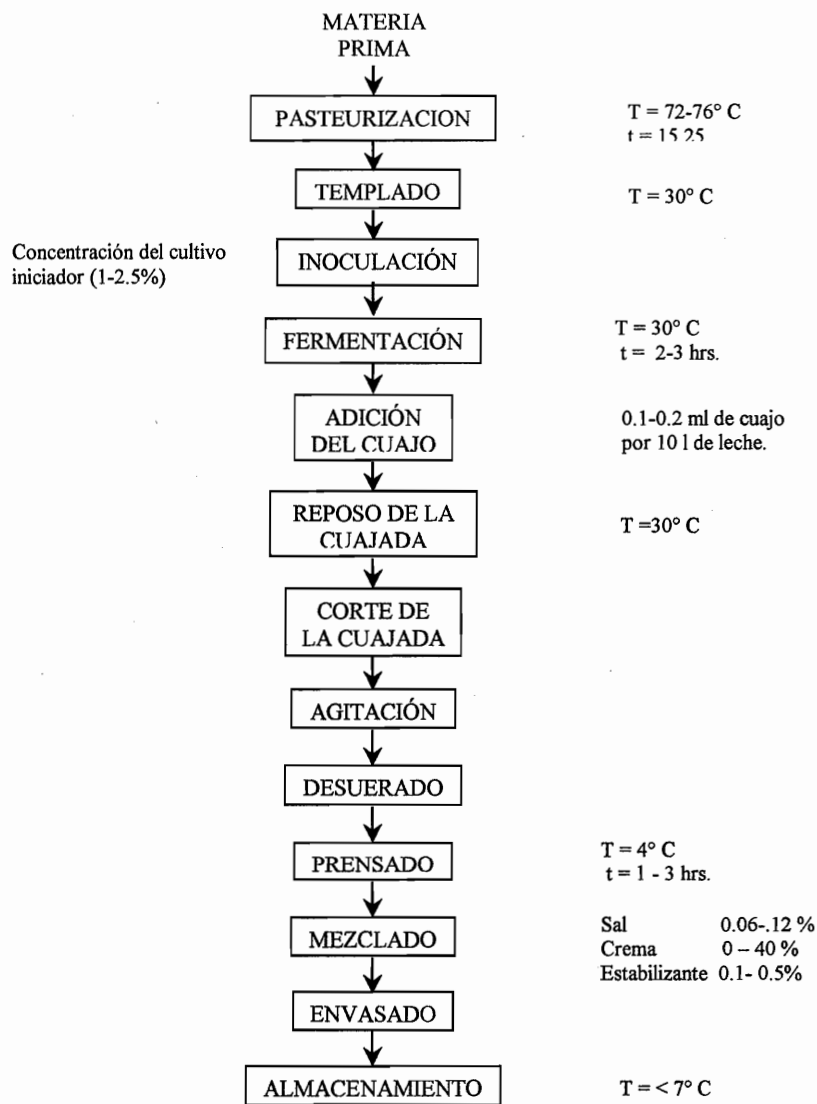 MATERIA
PRIMA
PASTEURIZACION
T = 72-76° C
t = 15 25
TEMPLADO
T = 30° C
Concentración del cultivo
iniciador (1-2.5%)
INOCULACIÓN
FERMENTACIÓN
T = 30° C
t = 2-3 hrs.
ADICIÓN
DEL CUAJO
0.1-0.2 ml de cuajo
por 10 l de leche.
REPOSO DE LA
CUAJADA
T =30° C
CORTE DE
LA CUAJADA
AGITACIÓN
DESUERADO
PRENSADO
T = 4° C
t = 1 - 3 hrs.
MEZCLADO
Sal 0.06-.12 %
Crema 0 – 40 %
Estabilizante 0.1- 0.5%
ENVASADO
ALMACENAMIENTO
T = < 7° C